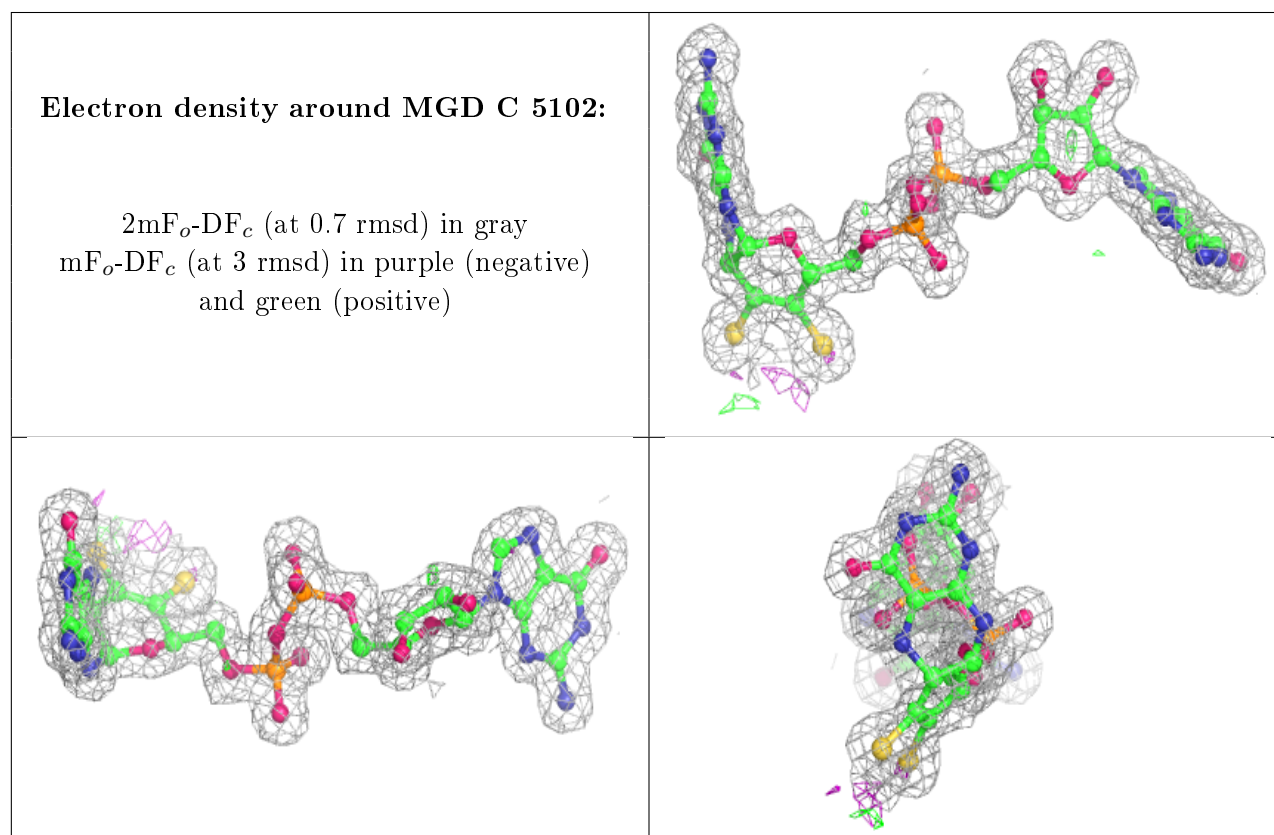 Electron density around MGD C 5102:
2mFo-DFc (at 0.7 rmsd) in gray
mFo-DFc (at 3 rmsd) in purple (negative)
and green (positive)